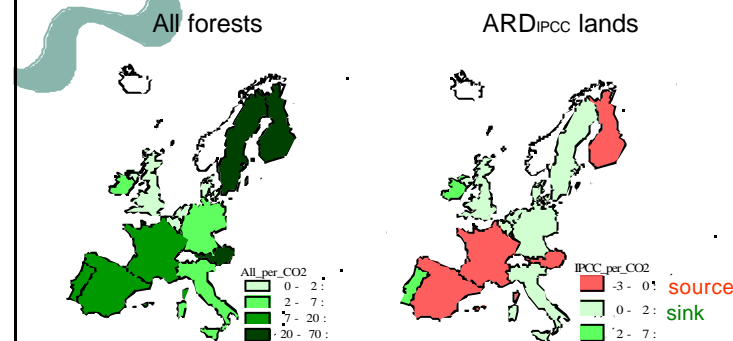 All forests
ARDIPCC lands
All_per_CO2
0 - 2 :
2 - 7 :
7 - 20 :
20 - 70 :
IPCC_per_CO2
-3 - 0 : source
0 - 2 : sink
2 - 7 :